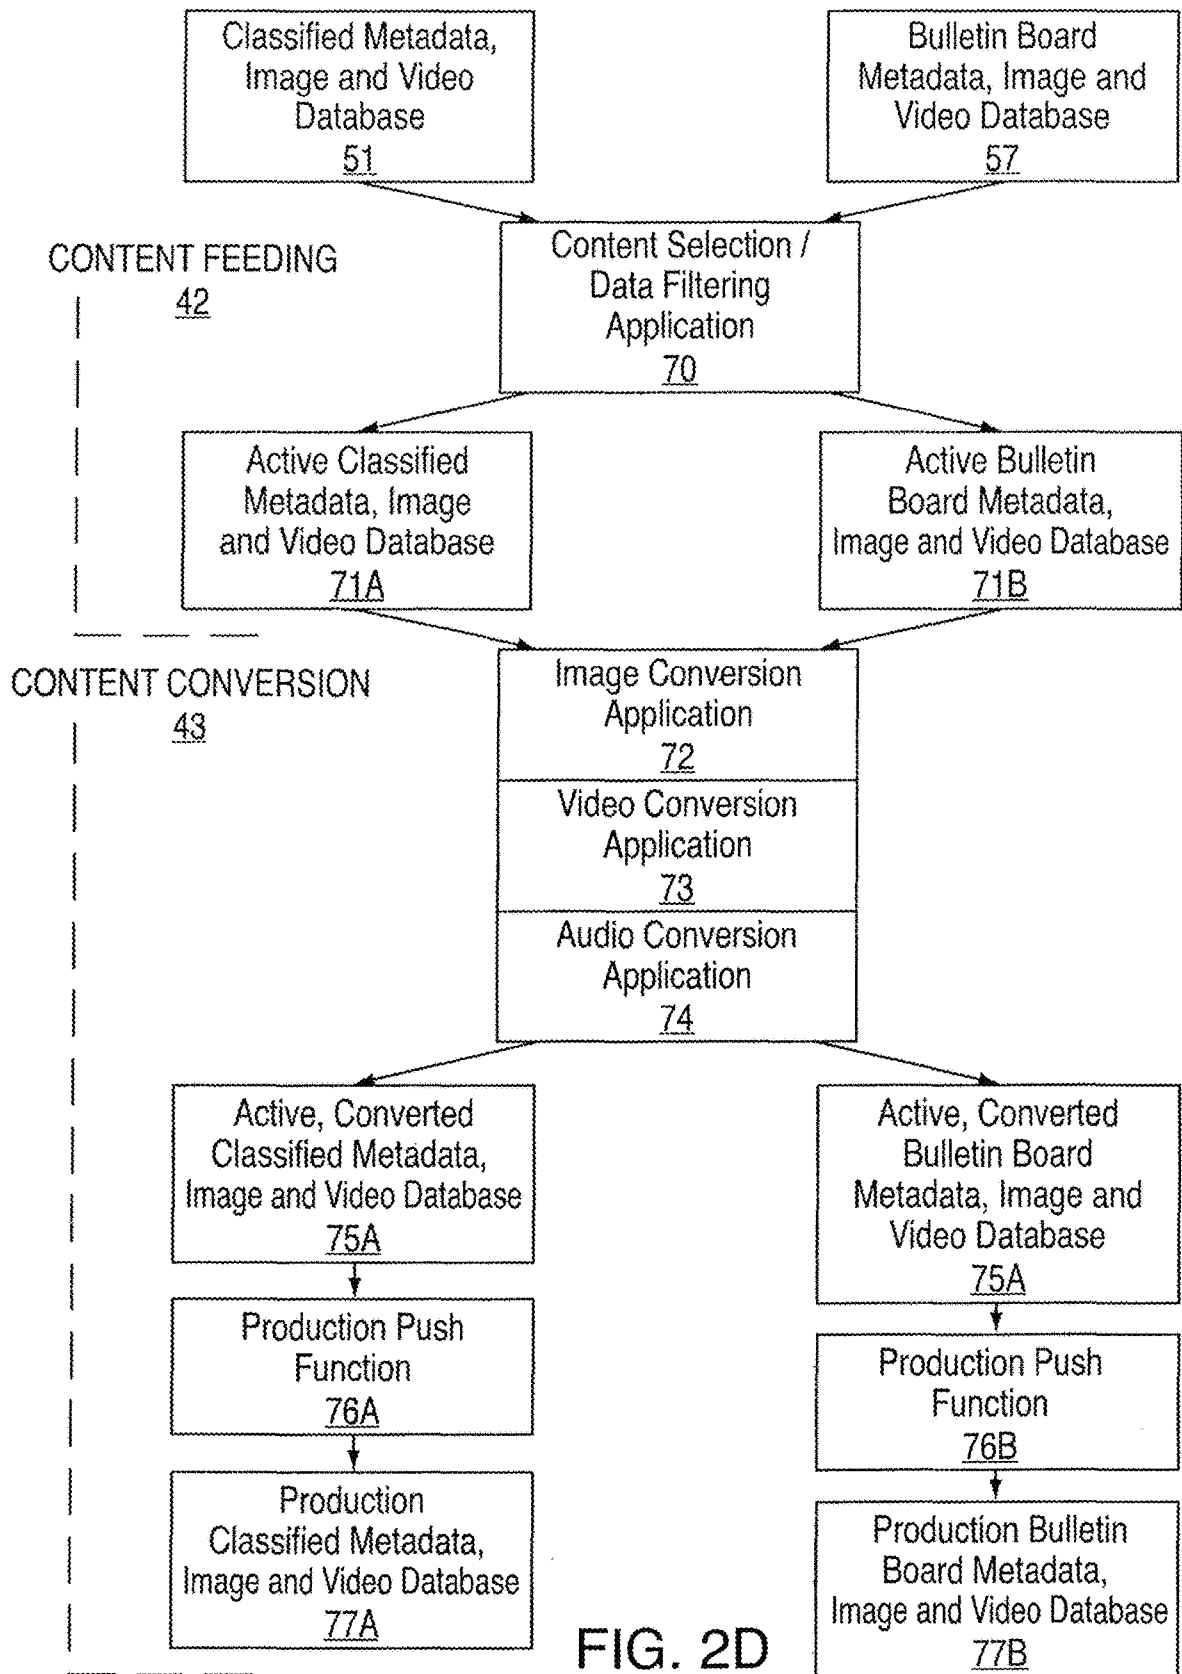 Classified Metadata,
Image and Video
Database
51
Bulletin Board
Metadata, Image and
Video Database
57
CONTENT FEEDING
42
Content Selection /
Data Filtering
Application
70
Active Classified
Metadata, Image
and Video Database
71A
Active Bulletin
Board Metadata,
Image and Video Database
71B
CONTENT CONVERSION
43
Image Conversion
Application
72
Video Conversion
Application
73
Audio Conversion
Application
74
Active, Converted
Classified Metadata,
Image and Video Database
75A
Active, Converted
Bulletin Board
Metadata, Image and
Video Database
75A
Production Push
Function
76A
Production Push
Function
76B
Production
Classified Metadata,
Image and Video Database
77A
Production Bulletin
Board Metadata,
Image and Video Database
77B
FIG. 2D